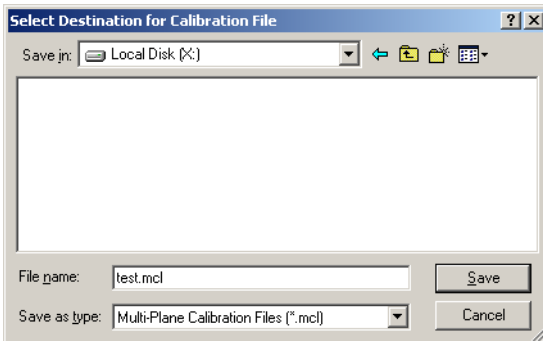 Select Destination for Calibration File
Save in: Local Disk (X:)
File name: test.mcl Save
Save as type: Multi-Plane Calibration Files (*.mcl) Cancel